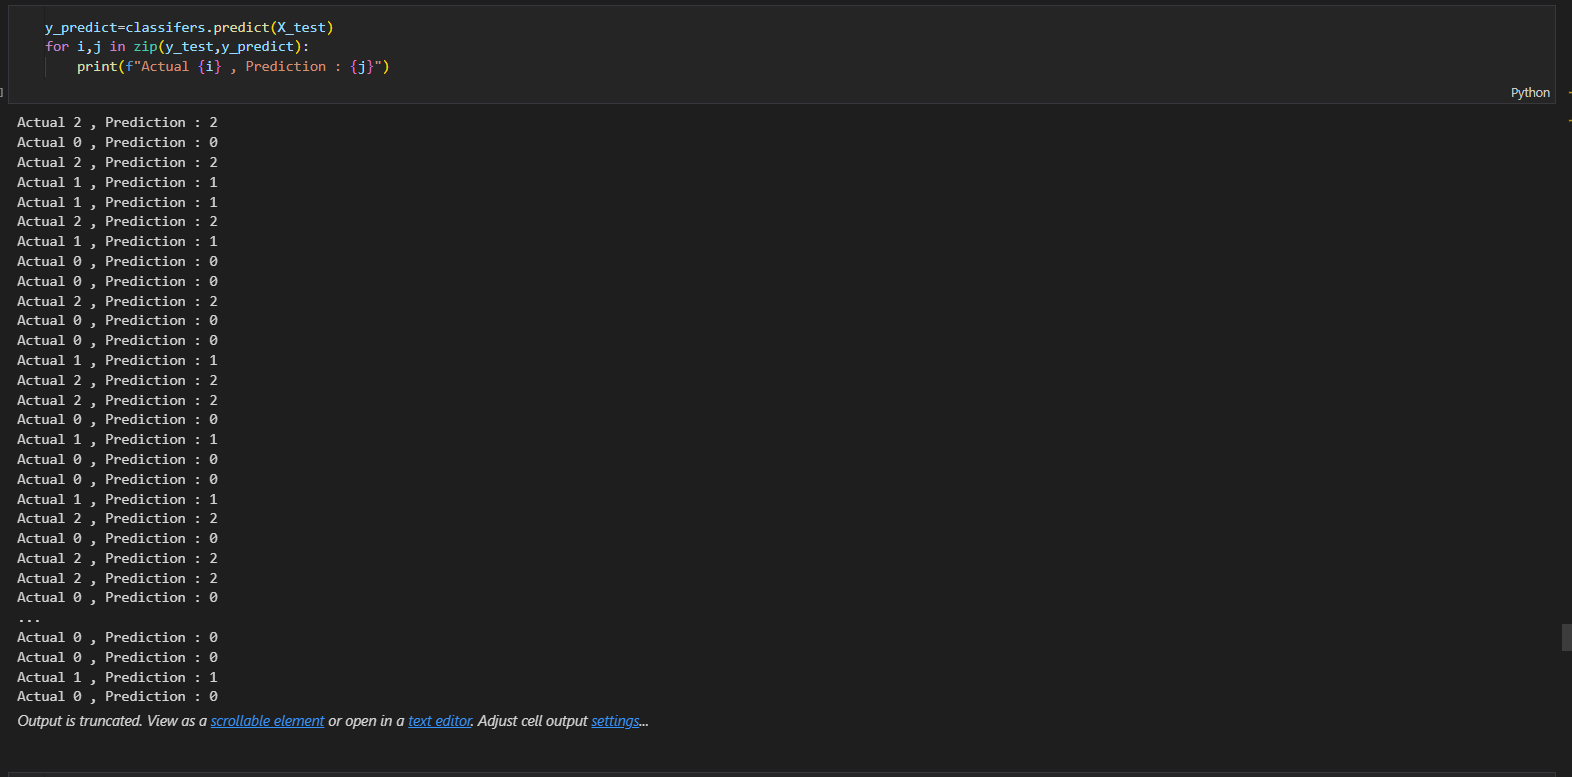 y_predict=classifers.predict(X_test)
for i,j in zip(y_test,y_predict):
    print(f"Actual {i} , Prediction : {j}")
]
Python
Actual 2 , Prediction : 2
Actual 0 , Prediction : 0
Actual 2 , Prediction : 2
Actual 1 , Prediction : 1
Actual 1 , Prediction : 1
Actual 2 , Prediction : 2
Actual 1 , Prediction : 1
Actual 0 , Prediction : 0
Actual 0 , Prediction : 0
Actual 2 , Prediction : 2
Actual 0 , Prediction : 0
Actual 0 , Prediction : 0
Actual 1 , Prediction : 1
Actual 2 , Prediction : 2
Actual 2 , Prediction : 2
Actual 0 , Prediction : 0
Actual 1 , Prediction : 1
Actual 0 , Prediction : 0
Actual 0 , Prediction : 0
Actual 1 , Prediction : 1
Actual 2 , Prediction : 2
Actual 0 , Prediction : 0
Actual 2 , Prediction : 2
Actual 2 , Prediction : 2
Actual 0 , Prediction : 0
...
Actual 0 , Prediction : 0
Actual 0 , Prediction : 0
Actual 1 , Prediction : 1
Actual 0 , Prediction : 0
Output is truncated. View as a scrollable element or open in a text editor. Adjust cell output settings...